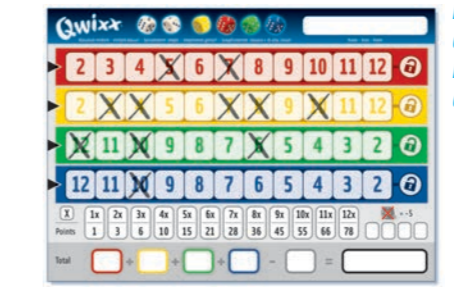 Qwixx
2 3 4 5 6 7 8 9 10 11 12
2 3 4 5 6 7 8 9 10 11 12
12 11 10 9 8 7 6 5 4 3 2
12 11 10 9 8 7 6 5 4 3 2
X 1x 2x 3x 4x 5x 6x 7x 8x 9x 10x 11x 12x
Points 1 3 6 10 15 21 28 36 45 55 66 78
= -5
Total + + + - =